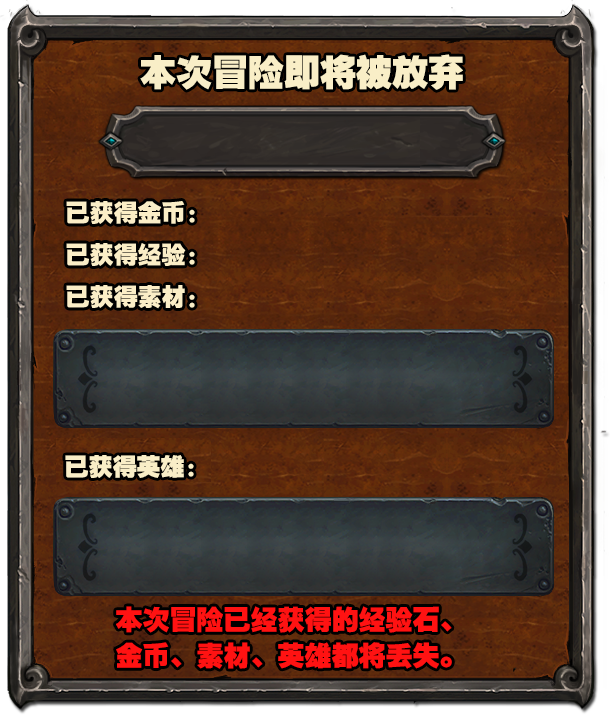 本次冒险即将被放弃
已获得金币：
已获得经验：
已获得素材：
已获得英雄：
本次冒险已经获得的经验石、
金币、素材、英雄都将丢失。